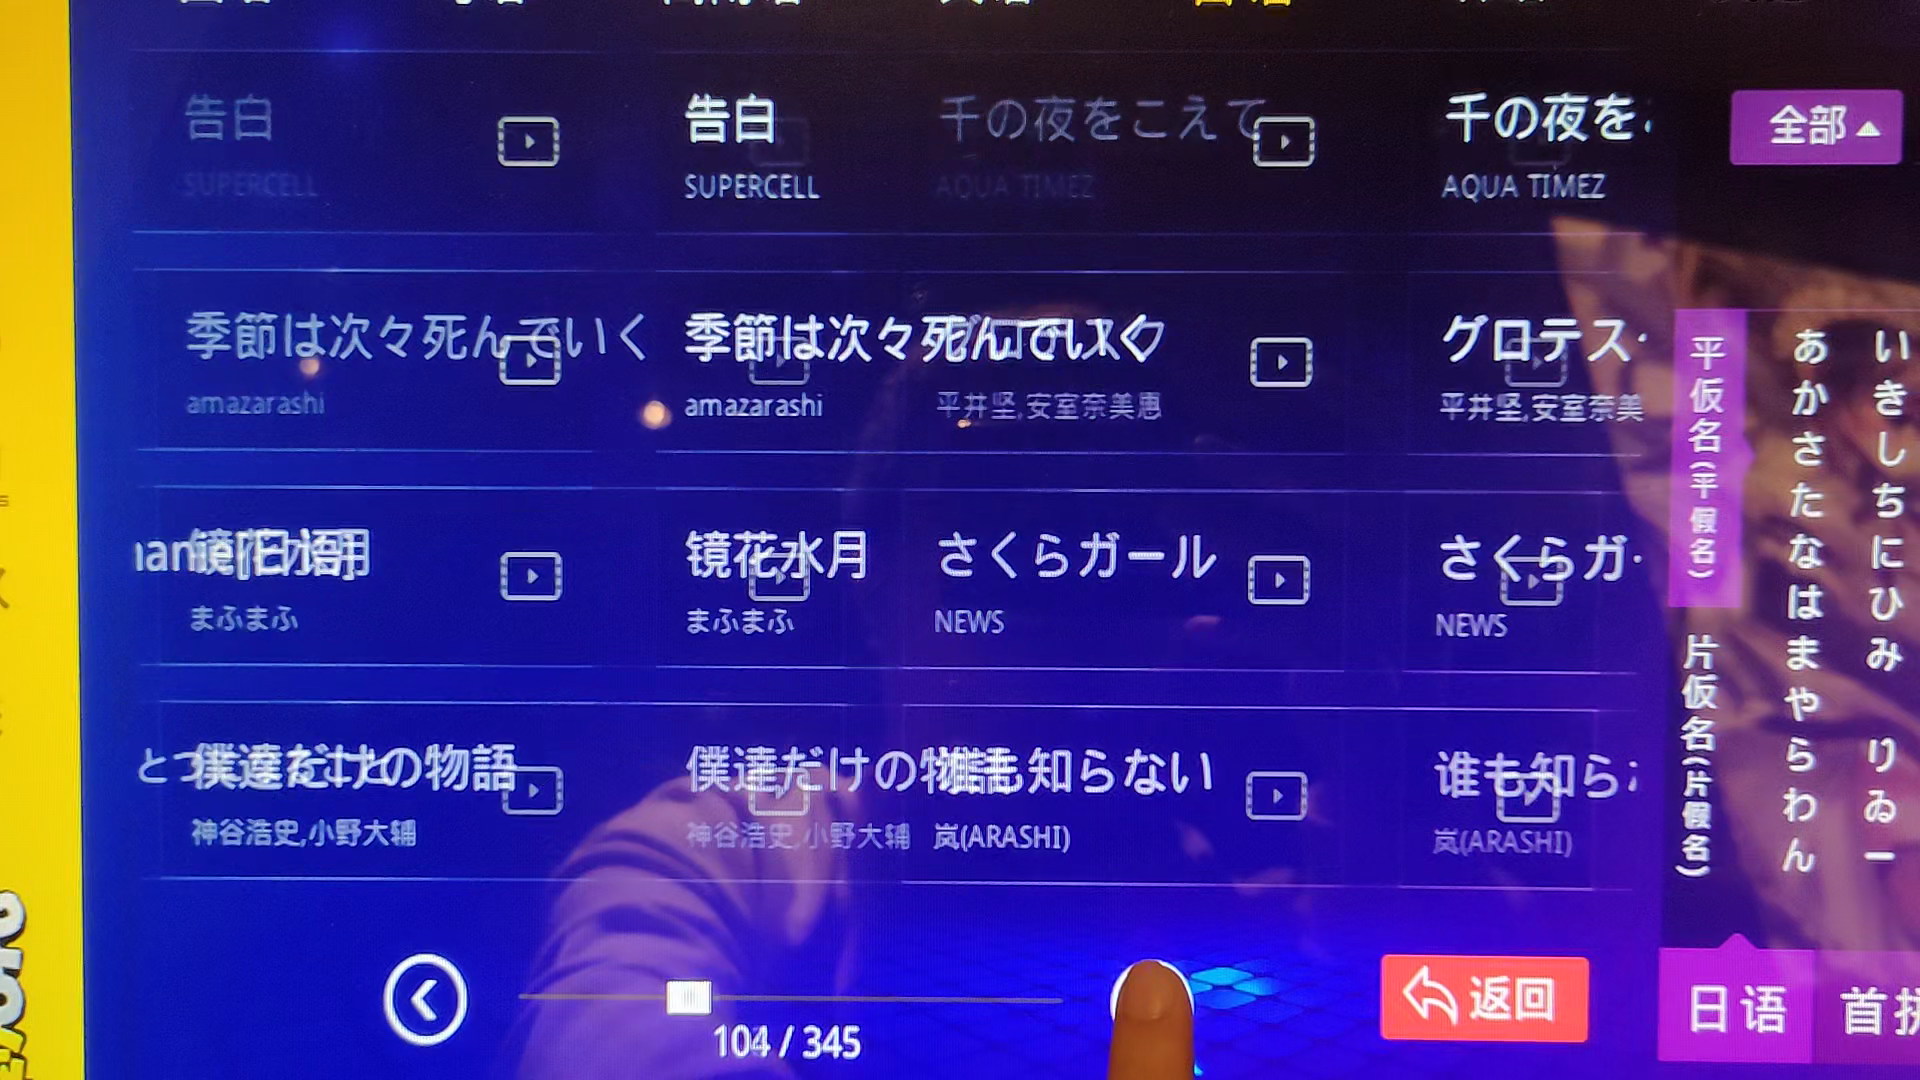 告白
SUPERCELL
告白
SUPERCELL
千の夜をこえて
AQUA TIMEZ
千の夜を
AQUA TIMEZ
全部
季節は次々死んでいく
amazarashi
季節は次々死んでいく
amazarashi
平井坚,安室奈美恵
グロテス
平井坚,安室奈美
镜花水月
まふまふ
镜花水月
まふまふ
さくらガール
NEWS
さくらガ
NEWS
僕達だけの物語
神谷浩史,小野大辅
僕達だけの物語
神谷浩史,小野大辅
誰も知らない
岚(ARASHI)
谁も知ら
岚(ARASHI)
平仮名(平假名)
片仮名(片假名)
あかさたなはまやらわん
いきしちにひみ りゐー
104 / 345
返回
日语
首拼